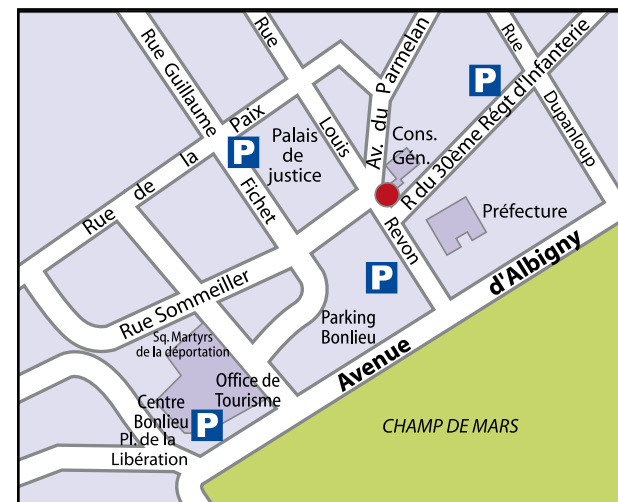 Rue Guillaume
Fichet
Rue
Louis
Revon
Av. du Parmelan
Rue
Dupanloup
R du 30ème Régt d'Infanterie
P
Rue de la Paix
P
Palais
de
justice
Cons.
Gén.
Préfecture
Rue Sommeiller
P
Parking
Bonlieu
Avenue
d'Albigny
Sq. Martyrs
de la déportation
Office de
Tourisme
Centre
Bonlieu
P
Pl. de la
Libération
CHAMP DE MARS